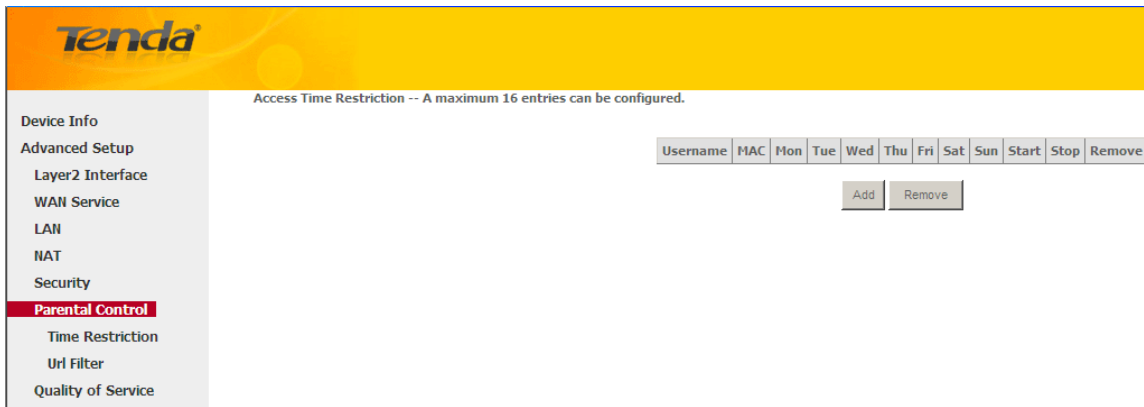 Tenda®
Access Time Restriction -- A maximum 16 entries can be configured.
Device Info
Advanced Setup
Layer2 Interface
WAN Service
LAN
NAT
Security
Parental Control
Time Restriction
Url Filter
Quality of Service
Username MAC Mon Tue Wed Thu Fri Sat Sun Start Stop Remove
Add Remove